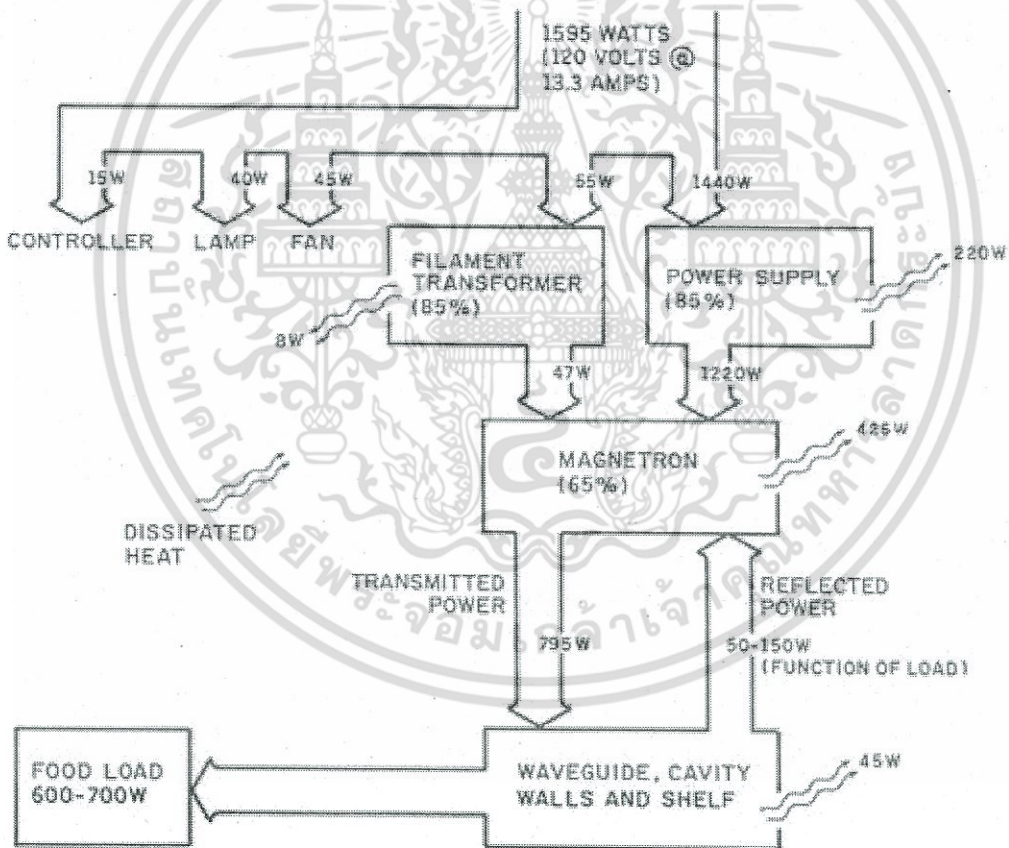 1595 WATTS
(120 VOLTS @
13.3 AMPS)
15W
40W
45W
55W
1440W
CONTROLLER
LAMP
FAN
FILAMENT
TRANSFORMER
(85%)
POWER SUPPLY
(85%)
220W
8W
47W
1220W
MAGNETRON
(65%)
425W
DISSIPATED
HEAT
TRANSMITTED
POWER
REFLECTED
POWER
795W
50-150W
(FUNCTION OF LOAD)
FOOD LOAD
600-700W
WAVEGUIDE, CAVITY
WALLS AND SHELF
45W